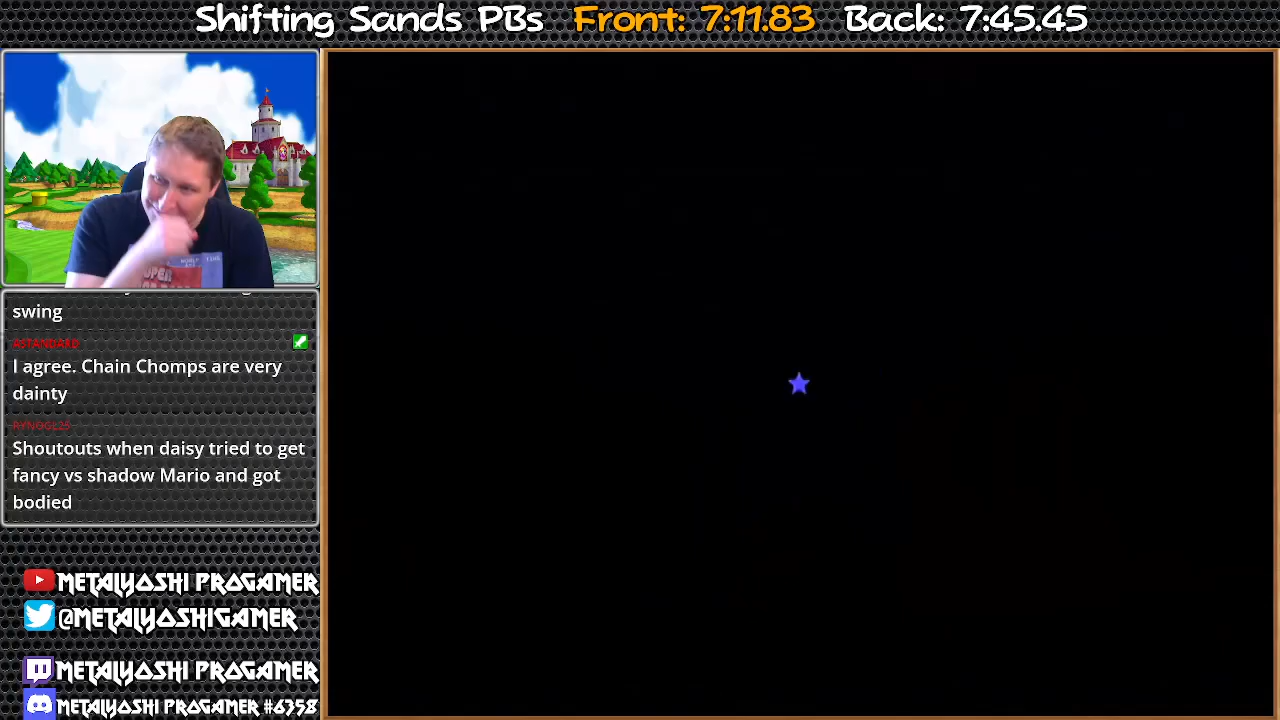 Shifting Sands PBs Front: 7:11.83 Back: 7:45.45
swing
ASTANDARD
I agree. Chain Chomps are very
dainty
RYNOGL25
Shoutouts when daisy tried to get
fancy vs shadow Mario and got
bodied
METALYOSHI PROGAMER
@METALYOSHIGAMER
METALYOSHI PROGAMER
METALYOSHI PROGAMER #6358